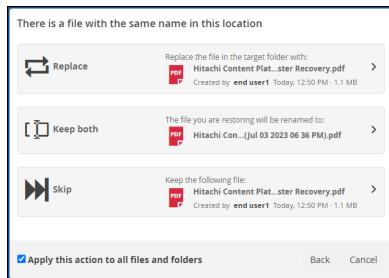 There is a file with the same name in this location
Replace
Replace the file in the target folder with:
PDF
Hitachi Content Plat...ster Recovery.pdf
Created by end user1 Today, 12:50 PM - 1.1 MB
Keep both
The file you are restoring will be renamed to:
PDF
Hitachi Con...(Jul 03 2023 06 36 PM).pdf
Skip
Keep the following file:
PDF
Hitachi Content Plat...ster Recovery.pdf
Created by end user1 Today, 12:50 PM - 1.1 MB
Apply this action to all files and folders
Back
Cancel